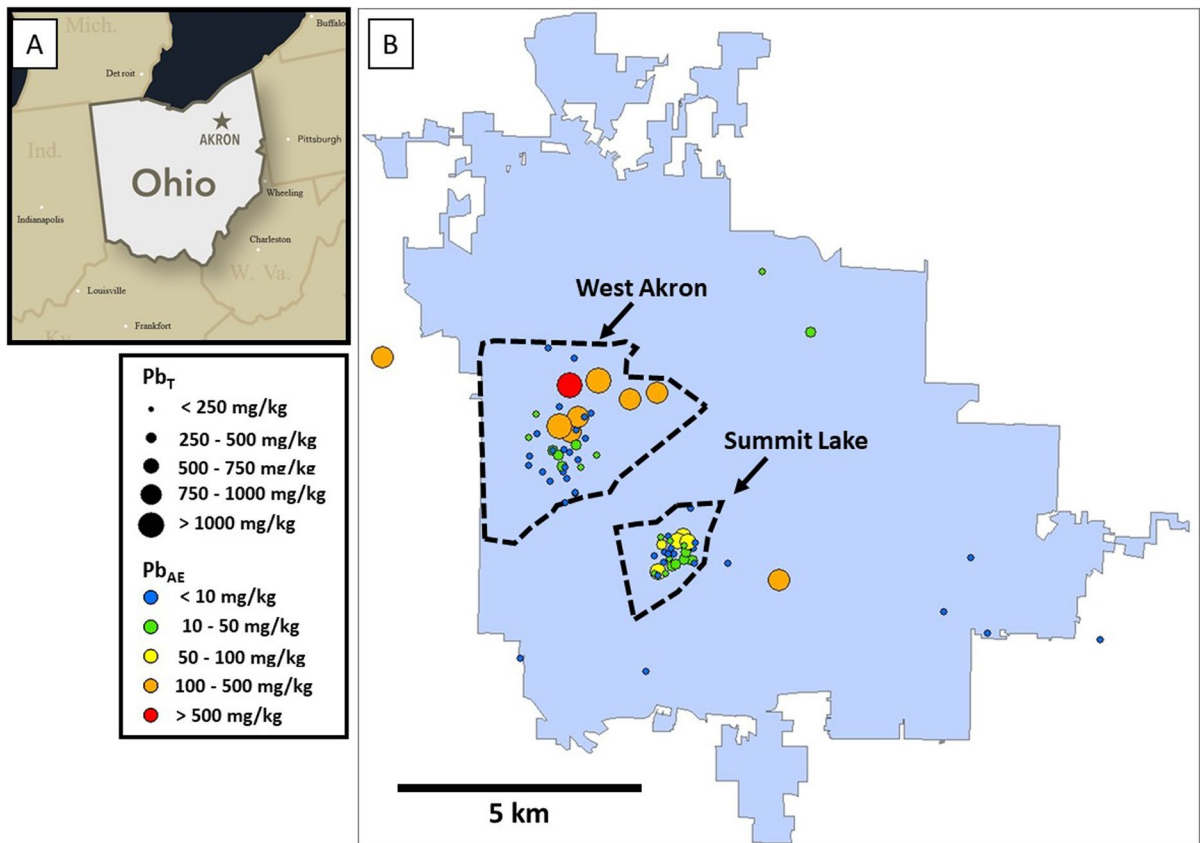 A
Mich.
Buffalo
Det roit
AKRON
Pittsburgh
Ind.
Ohio
Wheeling
Indianapolis
Charleston
W. Va.
Louisville
Frankfort
Ky.
PbT
< 250 mg/kg
250 - 500 mg/kg
500 - 750 mg/kg
750 - 1000 mg/kg
> 1000 mg/kg
PbAE
< 10 mg/kg
10 - 50 mg/kg
50 - 100 mg/kg
100 - 500 mg/kg
> 500 mg/kg
B
West Akron
Summit Lake
5 km